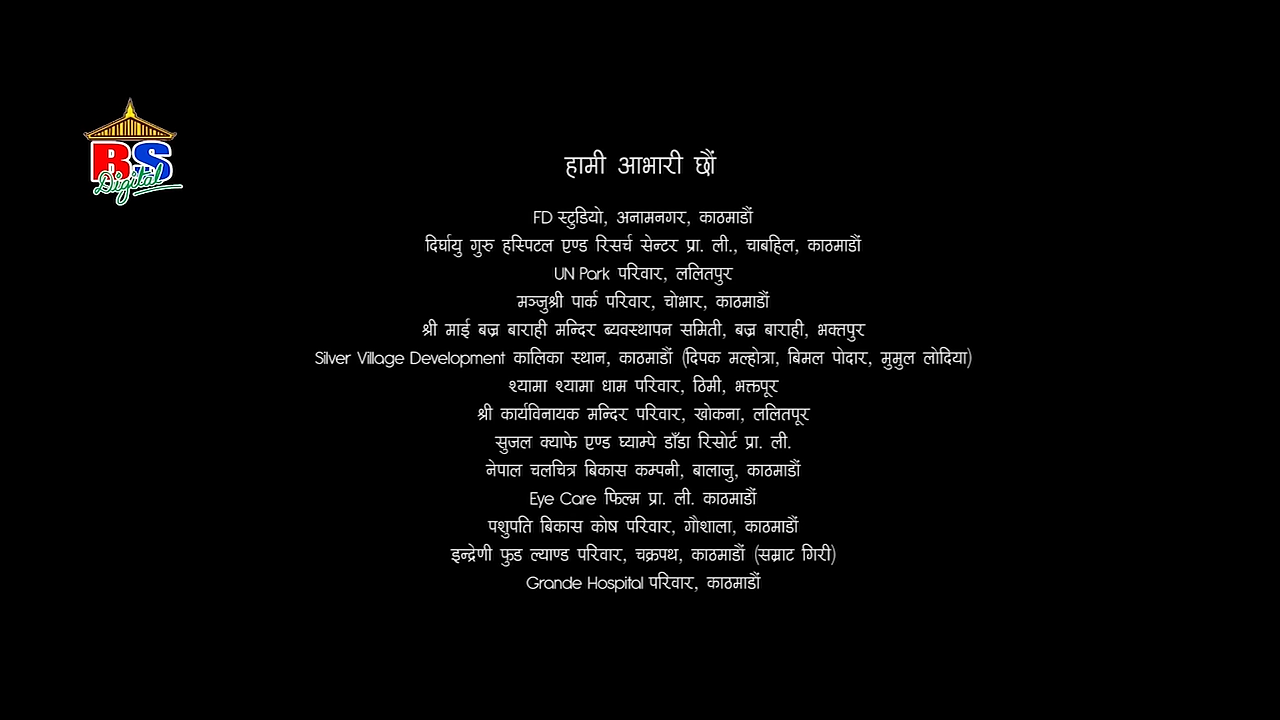 BS
Digital
हामी आभारी छौं
FD स्टुडियो, अनामनगर, काठमाडौं
दिर्घायु गुरु हस्पिटल एण्ड रिसर्च सेन्टर प्रा. ली., चाबहिल, काठमाडौं
UN Park परिवार, ललितपुर
मञ्जुश्री पार्क परिवार, चोभार, काठमाडौं
श्री माई बज्र बाराही मन्दिर ब्यवस्थापन समिती, बज्र बाराही, भक्तपुर
Silver Village Development कालिका स्थान, काठमाडौं (दिपक मल्होत्रा, बिमल पोदार, मुमुल लोदिया)
श्यामा श्यामा धाम परिवार, ठिमी, भक्तपूर
श्री कार्यविनायक मन्दिर परिवार, खोकना, ललितपूर
सुजल क्याफे एण्ड घ्याम्पे डाँडा रिसोर्ट प्रा. ली.
नेपाल चलचित्र बिकास कम्पनी, बालाजु, काठमाडौं
Eye Care फिल्म प्रा. ली. काठमाडौं
पशुपति बिकास कोष परिवार, गौशाला, काठमाडौं
इन्द्रेणी फुड ल्याण्ड परिवार, चक्रपथ, काठमाडौं (सम्राट गिरी)
Grande Hospital परिवार, काठमाडौं